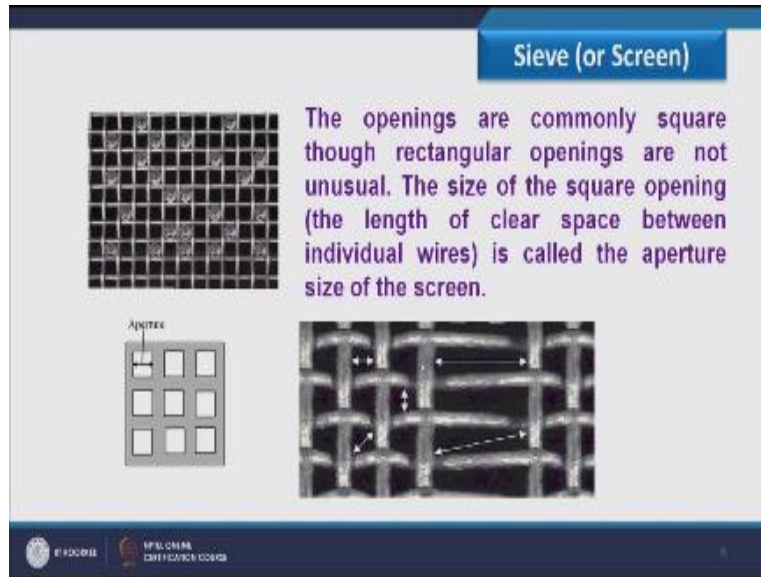 Sieve (or Screen)
The openings are commonly square
though rectangular openings are not
unusual. The size of the square opening
(the length of clear space between
individual wires) is called the aperture
size of the screen.
Aperture
IIT ROORKEE
NPTEL ONLINE
CERTIFICATION COURSE